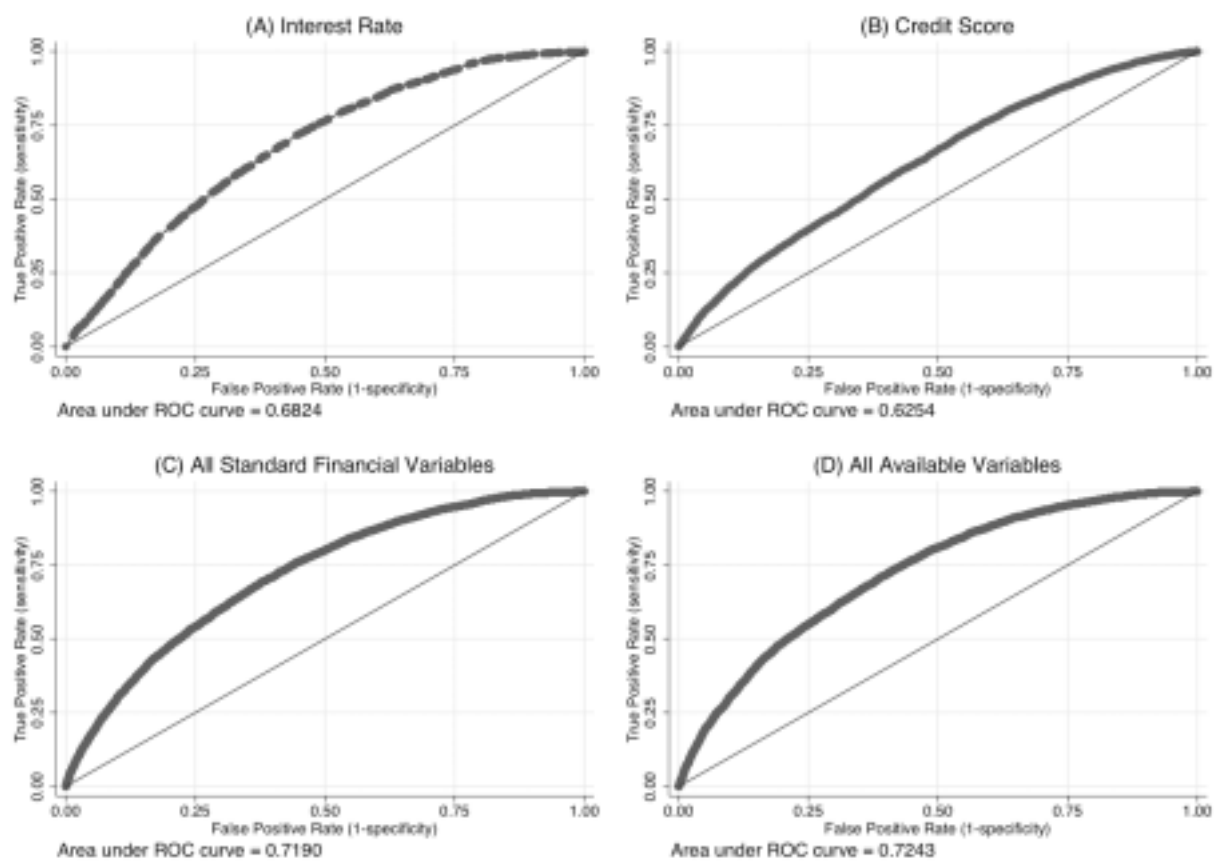 (A) Interest Rate
True Positive Rate (sensitivity)
1.00
0.75
0.50
0.25
0.00
0.00 0.25 0.50 0.75 1.00
False Positive Rate (1-specificity)
Area under ROC curve = 0.6824
(B) Credit Score
True Positive Rate (sensitivity)
1.00
0.75
0.50
0.25
0.00
0.00 0.25 0.50 0.75 1.00
False Positive Rate (1-specificity)
Area under ROC curve = 0.6254
(C) All Standard Financial Variables
True Positive Rate (sensitivity)
1.00
0.75
0.50
0.25
0.00
0.00 0.25 0.50 0.75 1.00
False Positive Rate (1-specificity)
Area under ROC curve = 0.7190
(D) All Available Variables
True Positive Rate (sensitivity)
1.00
0.75
0.50
0.25
0.00
0.00 0.25 0.50 0.75 1.00
False Positive Rate (1-specificity)
Area under ROC curve = 0.7243